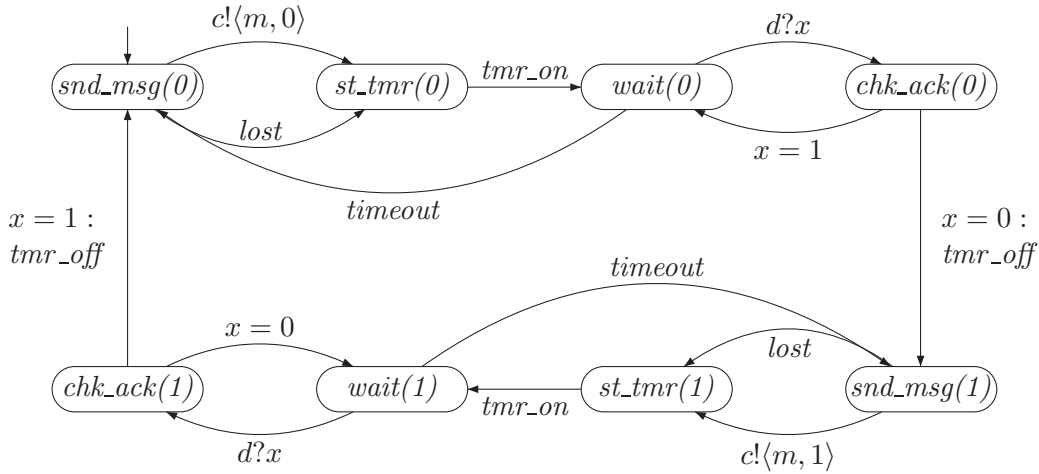 c!⟨m, 0⟩
d?x
snd_msg(0)
st_tmr(0)
tmr_on
wait(0)
chk_ack(0)
lost
x = 1
timeout
x = 1 :
tmr_off
x = 0 :
tmr_off
timeout
x = 0
lost
chk_ack(1)
wait(1)
tmr_on
st_tmr(1)
snd_msg(1)
d?x
c!⟨m, 1⟩